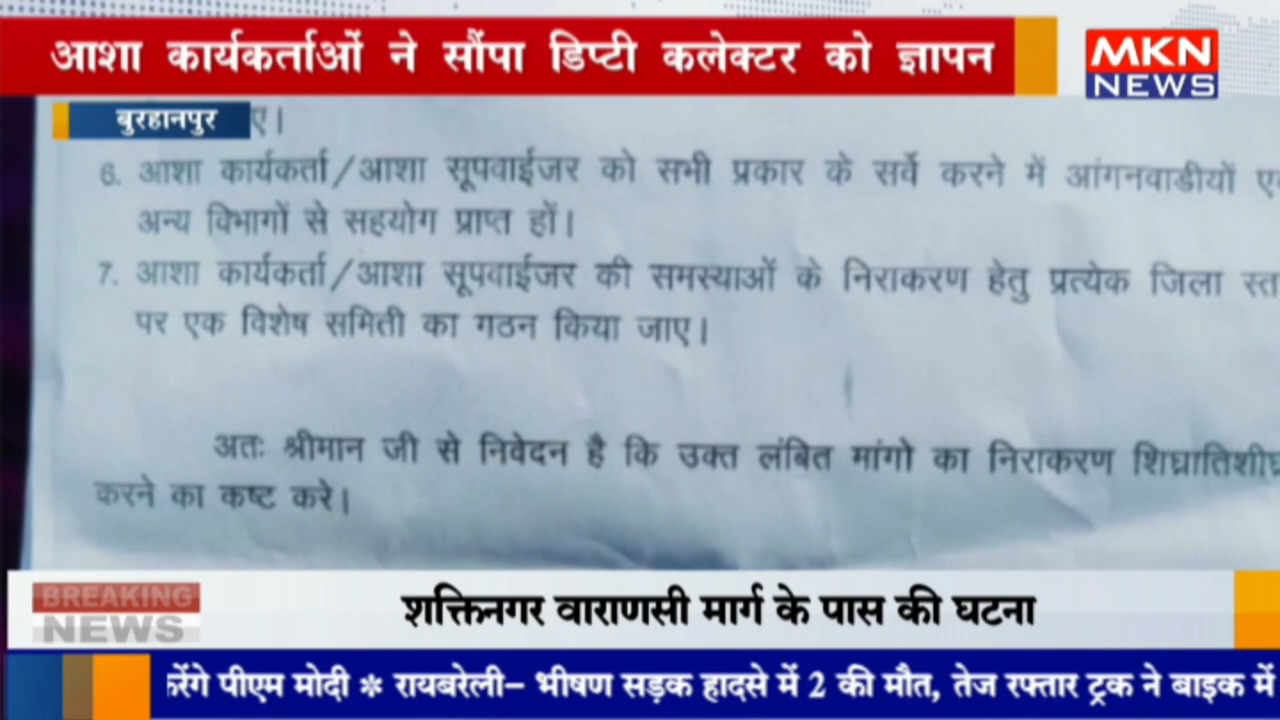 आशा कार्यकर्ताओं ने सौंपा डिप्टी कलेक्टर को ज्ञापन
MKN
NEWS
बुरहानपुर
ए।
6. आशा कार्यकर्ता/आशा सूपवाईजर को सभी प्रकार के सर्वे करने में आंगनवाडीयों
अन्य विभागों से सहयोग प्राप्त हों।
7. आशा कार्यकर्ता/आशा सूपवाईजर की समस्याओं के निराकरण हेतु प्रत्येक जिला स्त
पर एक विशेष समिती का गठन किया जाए।
अतः श्रीमान जी से निवेदन है कि उक्त लंबित मांगो का निराकरण शिघ्रातिशीघ्र
करने का कष्ट करे।
BREAKING
NEWS
शक्तिनगर वाराणसी मार्ग के पास की घटना
करेंगे पीएम मोदी * रायबरेली– भीषण सड़क हादसे में 2 की मौत, तेज रफ्तार ट्रक ने बाइक में